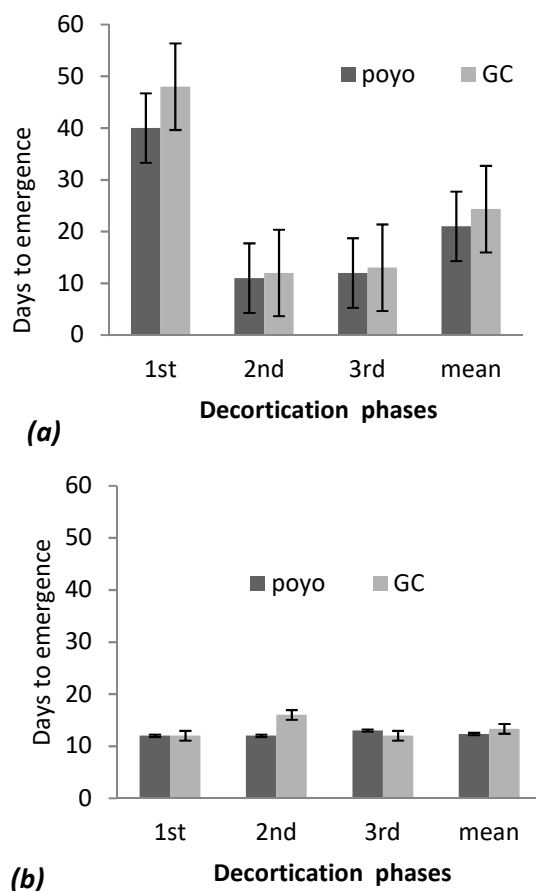 60
50
40
30
20
10
0
Days to emergence
poyo GC
1st 2nd 3rd mean
Decortication phases
(a)
60
50
40
30
20
10
0
Days to emergence
poyo GC
1st 2nd 3rd mean
Decortication phases
(b)